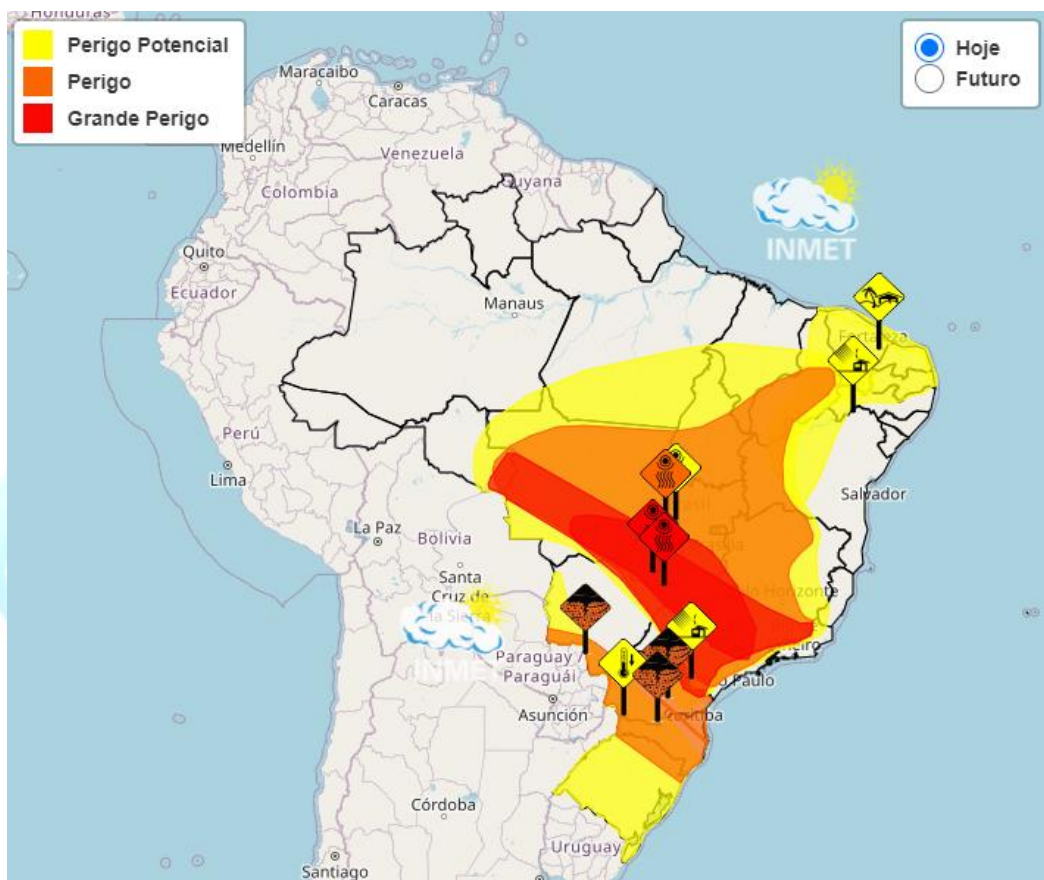 Honduras
Perigo Potencial
Perigo
Grande Perigo
Hoje
Futuro
Maracaibo
Caracas
Medellín
Venezuela
Guyana
Colombia
INMET
Quito
Ecuador
Manaus
Fortaleza
Perú
Lima
Salvador
La Paz
Bolivia
Santa
Cruz de
la Sierra
Horizonte
INMET
Paraguay /
Paraguái
Paulo
Asunción
Curitiba
Córdoba
Uruguay
Santiago